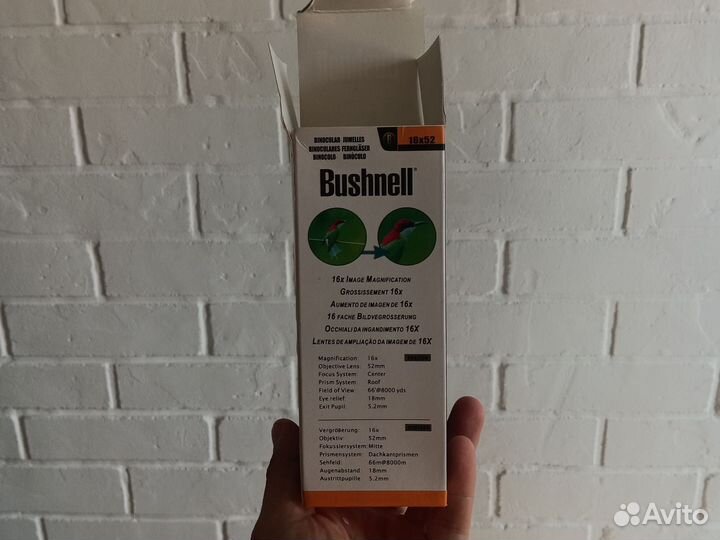 BINOCULAR JUMELLES
BINOCULARES FERNGLÄSER
BINOCOLO BINÓCULO
16x52
Bushnell®
16x IMAGE MAGNIFICATION
GROSSISSEMENT 16x
AUMENTO DE IMAGEN DE 16x
16 FACHE BILDVEGRÖSSERUNG
OCCHIALI DA INGANDIMENTO 16X
LENTES DE AMPLIAÇÃO DA IMAGEM DE 16X
Magnification: 16x
Objective Lens: 52mm
Focus System: Center
Prism System: Roof
Field of View: 66'@8000 yds
Eye relief: 18mm
Exit Pupil: 5.2mm
Vergrößerung: 16x
Objektiv: 52mm
Fokussiersystem: Mitte
Prismensystem: Dachkantprismen
Sehfeld: 66m@8000m
Augenabstand: 18mm
Austrittpupille 5.2mm
Avito